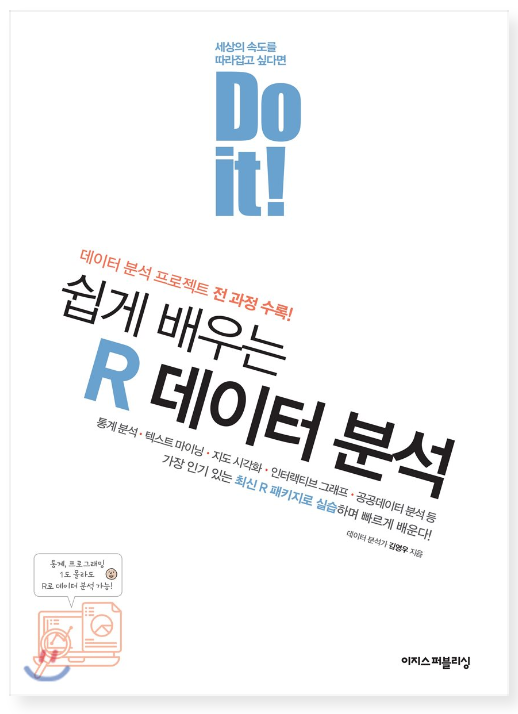 세상의 속도를
따라잡고 싶다면
Do
it!
데이터 분석 프로젝트 전 과정 수록!
쉽게 배우는
R 데이터 분석
통계 분석 · 텍스트 마이닝 · 지도 시각화 · 인터랙티브 그래프 · 공공데이터 분석 등
가장 인기 있는 최신 R 패키지로 실습하며 빠르게 배운다!
데이터 분석가 김영우 지음
통계, 프로그래밍
1도 몰라도
R로 데이터 분석 가능!
이지스 퍼블리싱